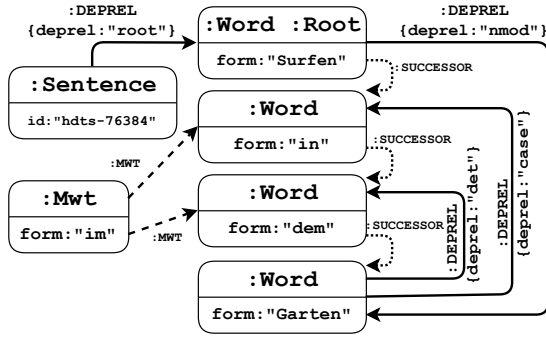 :DEPREL
{deprel:"root"}
:Word :Root
form:"Surfen"
:DEPREL
{deprel:"nmod"}
:SUCCESSOR
:Sentence
id:"hdts-76384"
:Word
form:"in"
:SUCCESSOR
:MWT
:Mwt
form:"im"
:MWT
:Word
form:"dem"
:SUCCESSOR
:DEPREL
{deprel:"det"}
:DEPREL
{deprel:"case"}
:Word
form:"Garten"